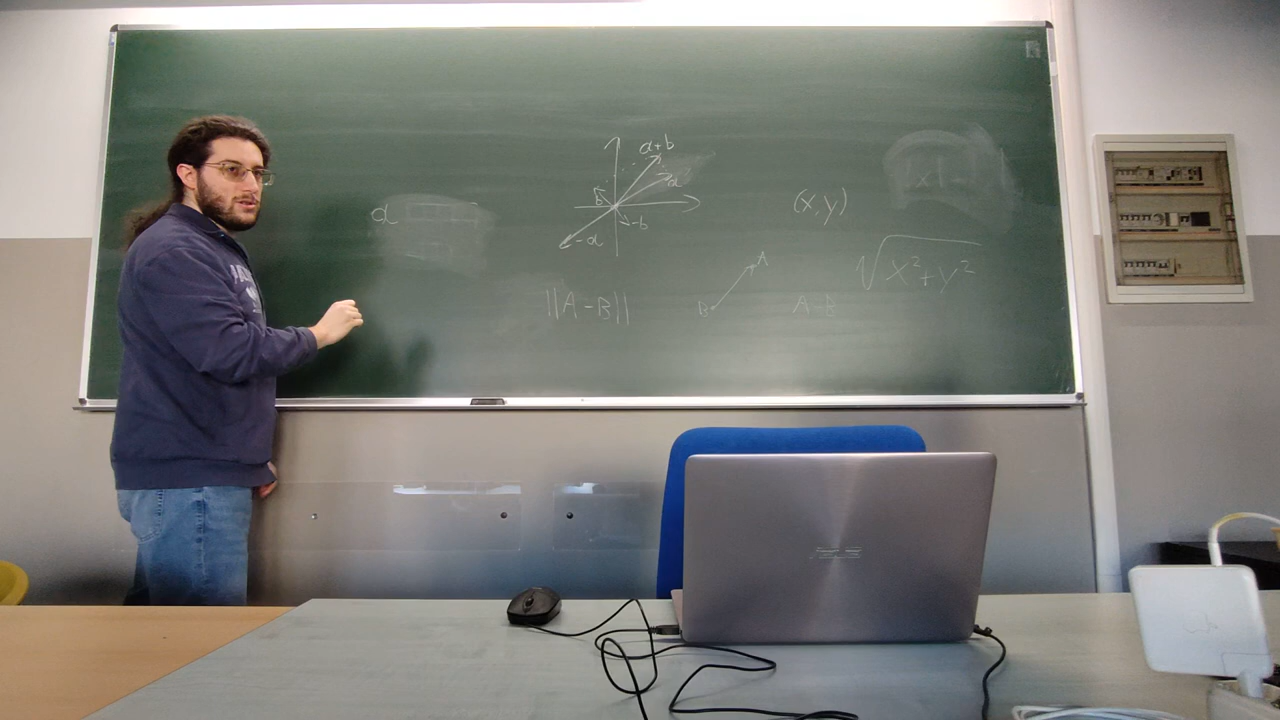 a+b
a
b
-b
-a
a
(x,y)
√x²+y²
A
B
||A-B||
A-B
ASUS